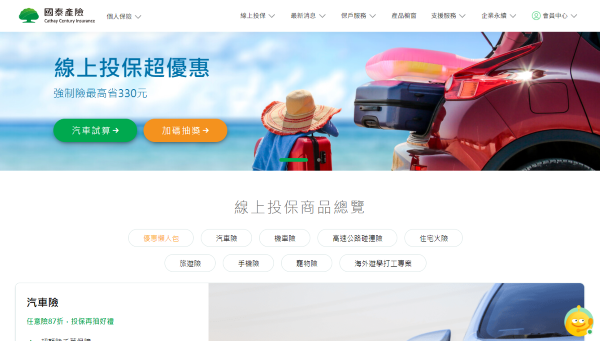 國泰產險
Cathay Century Insurance
個人保險
線上投保
最新消息
保戶服務
產品櫥窗
支援服務
企業永續
會員中心
線上投保超優惠
強制險最高省330元
汽車試算
加碼抽獎
線上投保商品總覽
優惠懶人包
汽車險
機車險
高速公路碰撞險
住宅火險
旅遊險
手機險
寵物險
海外遊學打工專案
汽車險
任意險87折，投保再抽好禮